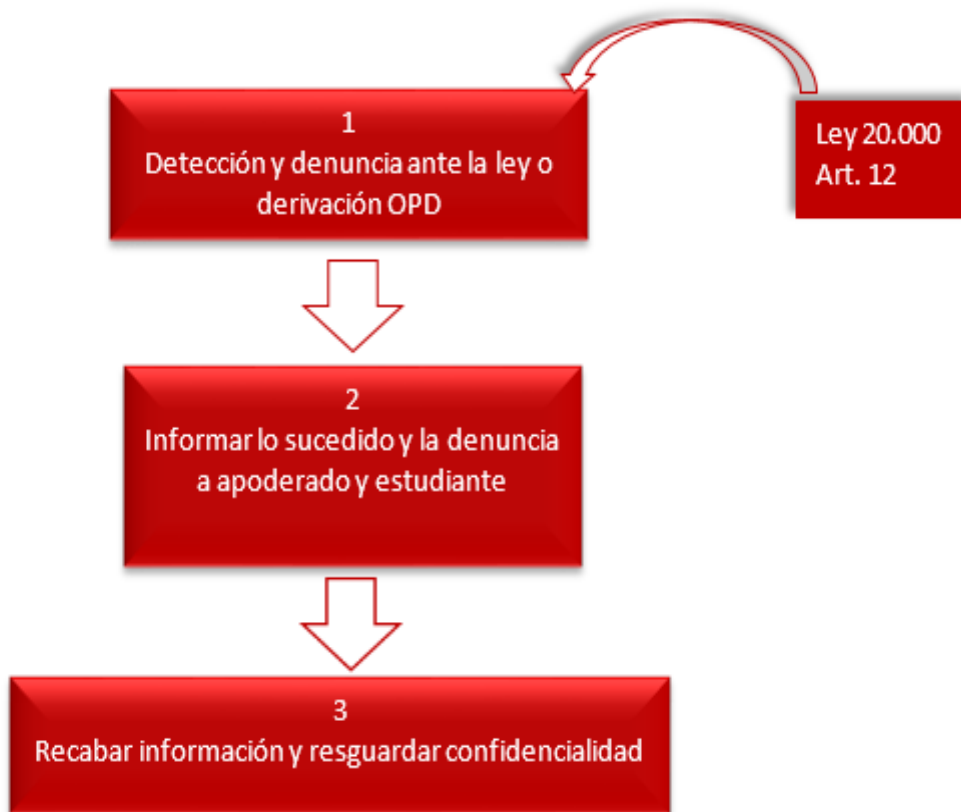 1
Detección y denuncia ante la ley o
derivación OPD
Ley 20.000
Art. 12
2
Informar lo sucedido y la denuncia
a apoderado y estudiante
3
Recabar información y resguardar confidencialidad